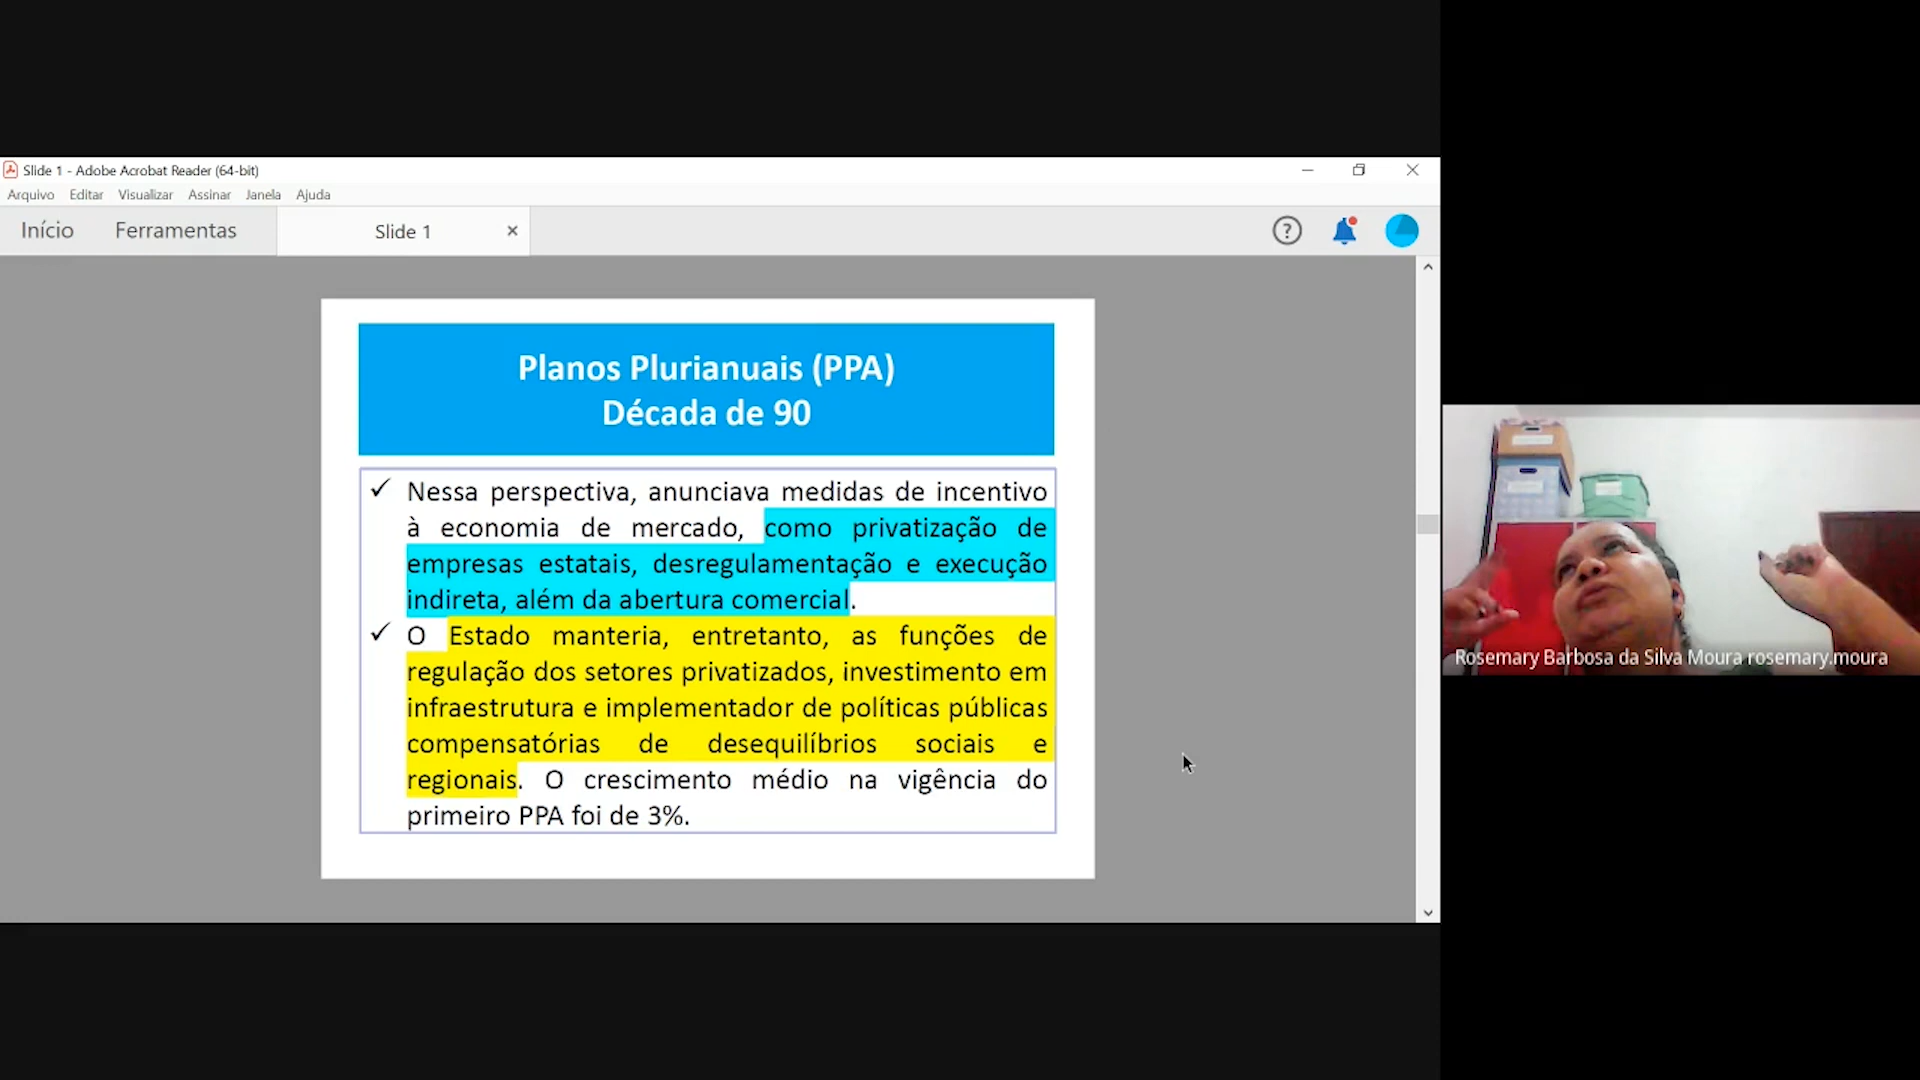 Slide 1 - Adobe Acrobat Reader (64-bit)
Arquivo Editar Visualizar Assinar Janela Ajuda
Início Ferramentas Slide 1
Planos Plurianuais (PPA)
Década de 90
✓ Nessa perspectiva, anunciava medidas de incentivo
à economia de mercado, como privatização de
empresas estatais, desregulamentação e execução
indireta, além da abertura comercial.
✓ O Estado manteria, entretanto, as funções de
regulação dos setores privatizados, investimento em
infraestrutura e implementador de políticas públicas
compensatórias de desequilíbrios sociais e
regionais. O crescimento médio na vigência do
primeiro PPA foi de 3%.
Rosemary Barbosa da Silva Moura rosemary.moura